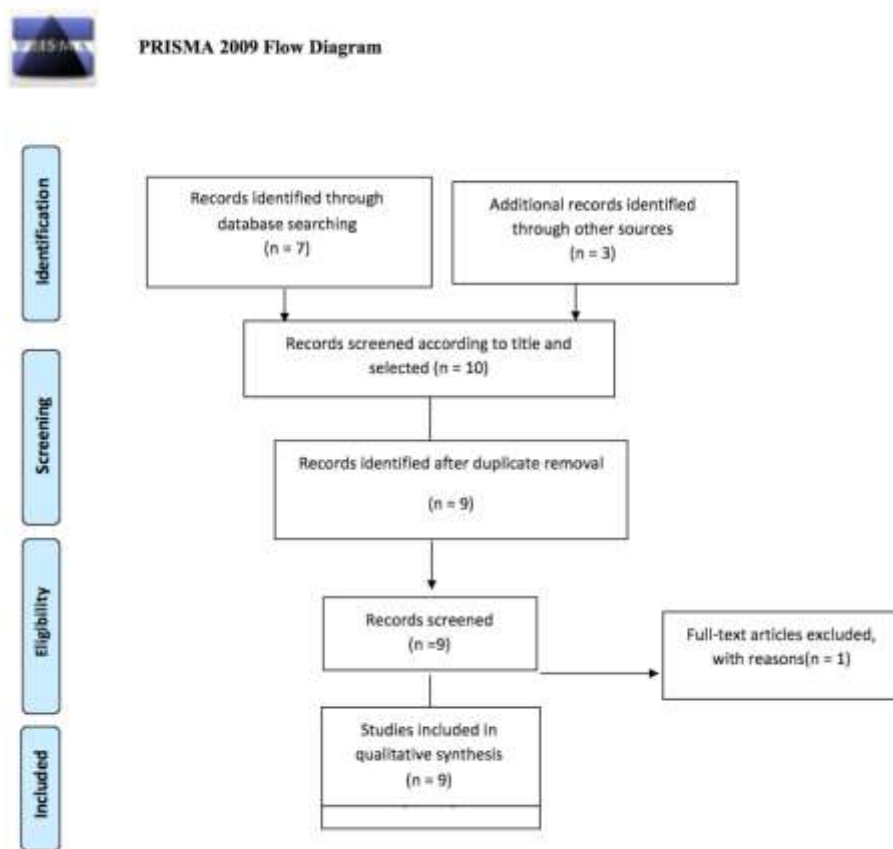 PRISMA
PRISMA 2009 Flow Diagram
Identification
Records identified through
database searching
(n = 7)
Additional records identified
through other sources
(n = 3)
Records screened according to title and
selected (n = 10)
Screening
Records identified after duplicate removal
(n = 9)
Eligibility
Records screened
(n =9)
Full-text articles excluded,
with reasons(n = 1)
Included
Studies included in
qualitative synthesis
(n = 9)